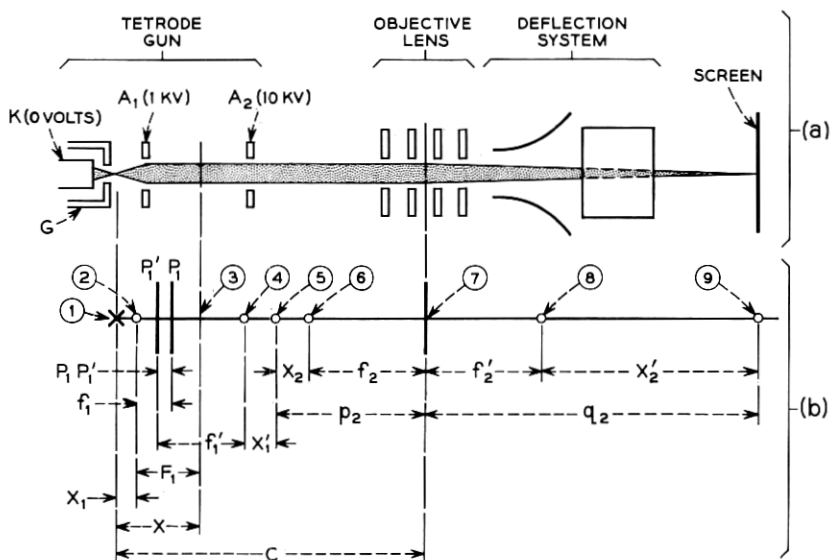 TETRODE
GUN
OBJECTIVE
LENS
DEFLECTION
SYSTEM
SCREEN
A₁ (1 KV)
A₂ (10 KV)
K (0 VOLTS)
(a)
G
P₁' P₁
1 2 3 4 5 6 7 8 9
P₁ P₁' X₂ f₂ f₂' X₂'
f₁ p₂ q₂
(b)
f₁' X₁'
F₁
X₁
X
C